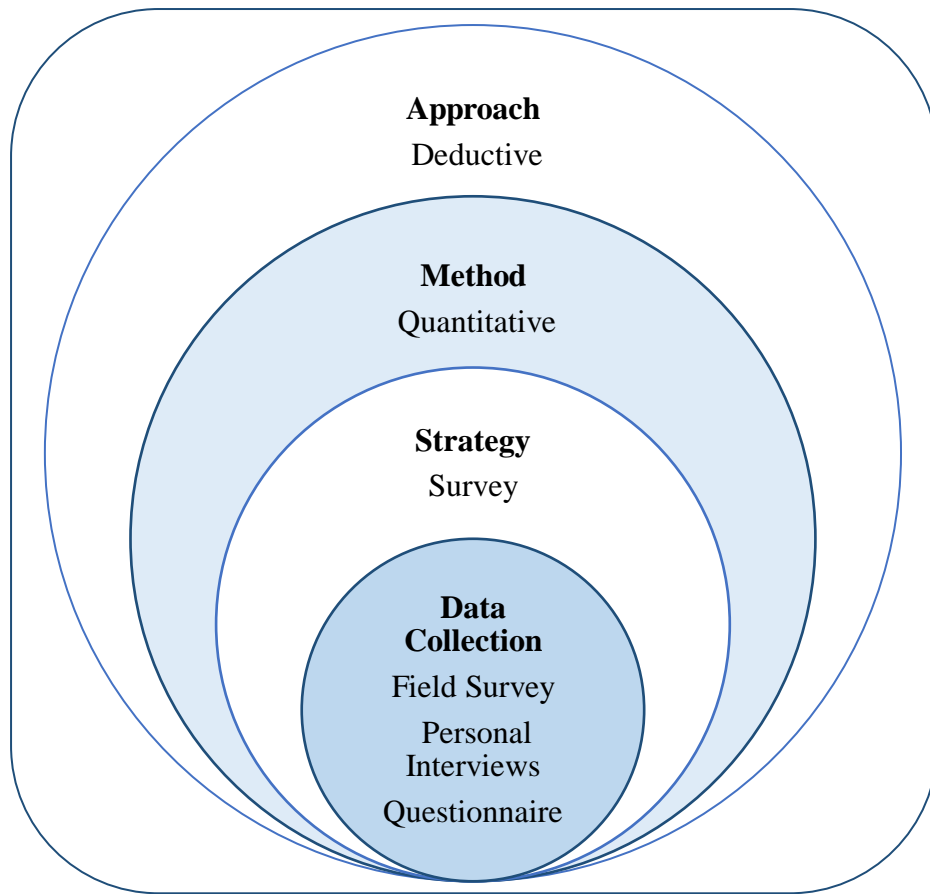 Approach
Deductive
Method
Quantitative
Strategy
Survey
Data
Collection
Field Survey
Personal
Interviews
Questionnaire